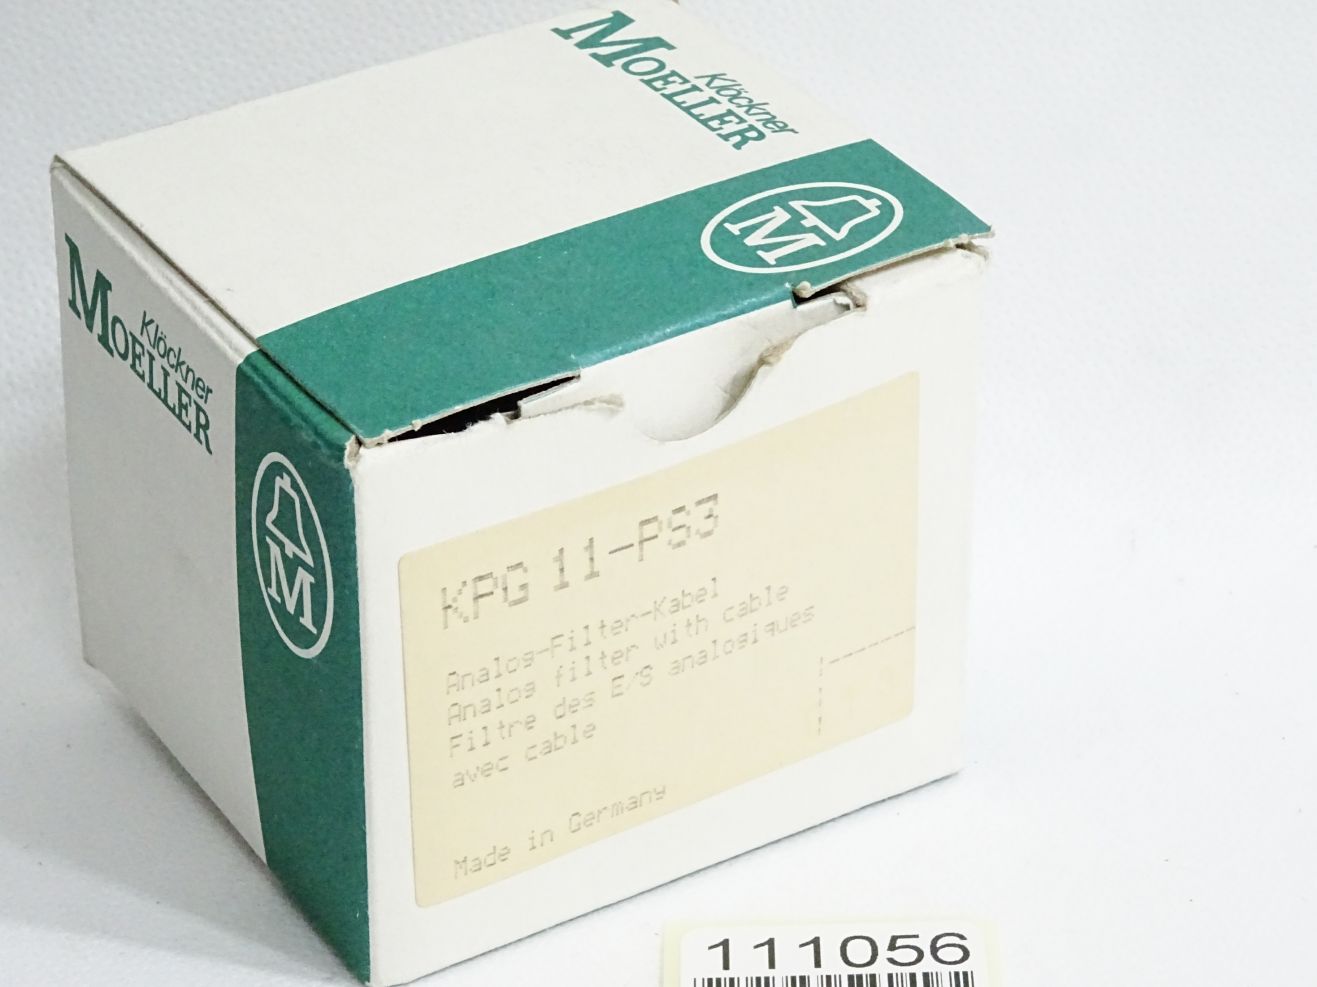 Klöckner
MOELLER
M
Klöckner
MOELLER
M
KPG 11-PS3
Analog-Filter-Kabel
Analog filter with cable
Filtre des E/S analogiques
avec cable
Made in Germany
111056